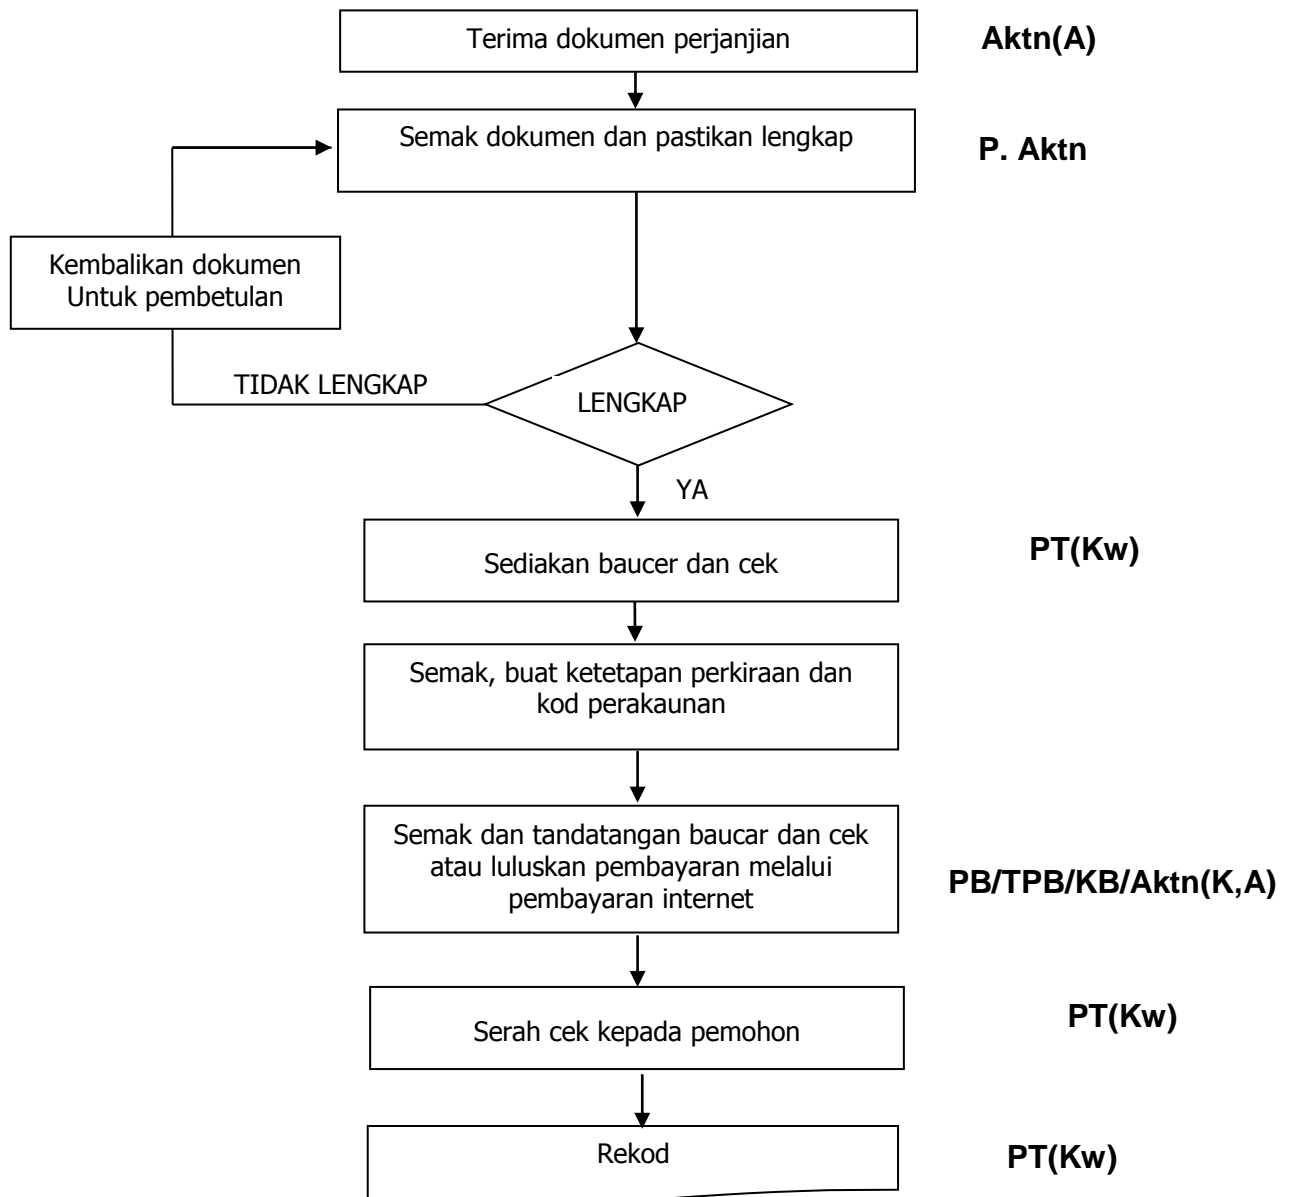 Terima dokumen perjanjian
Aktn(A)
Semak dokumen dan pastikan lengkap
P. Aktn
Kembalikan dokumen
Untuk pembetulan
TIDAK LENGKAP
LENGKAP
YA
Sediakan baucer dan cek
PT(Kw)
Semak, buat ketetapan perkiraan dan
kod perakaunan
Semak dan tandatangan baucar dan cek
atau luluskan pembayaran melalui
pembayaran internet
PB/TPB/KB/Aktn(K,A)
Serah cek kepada pemohon
PT(Kw)
Rekod
PT(Kw)